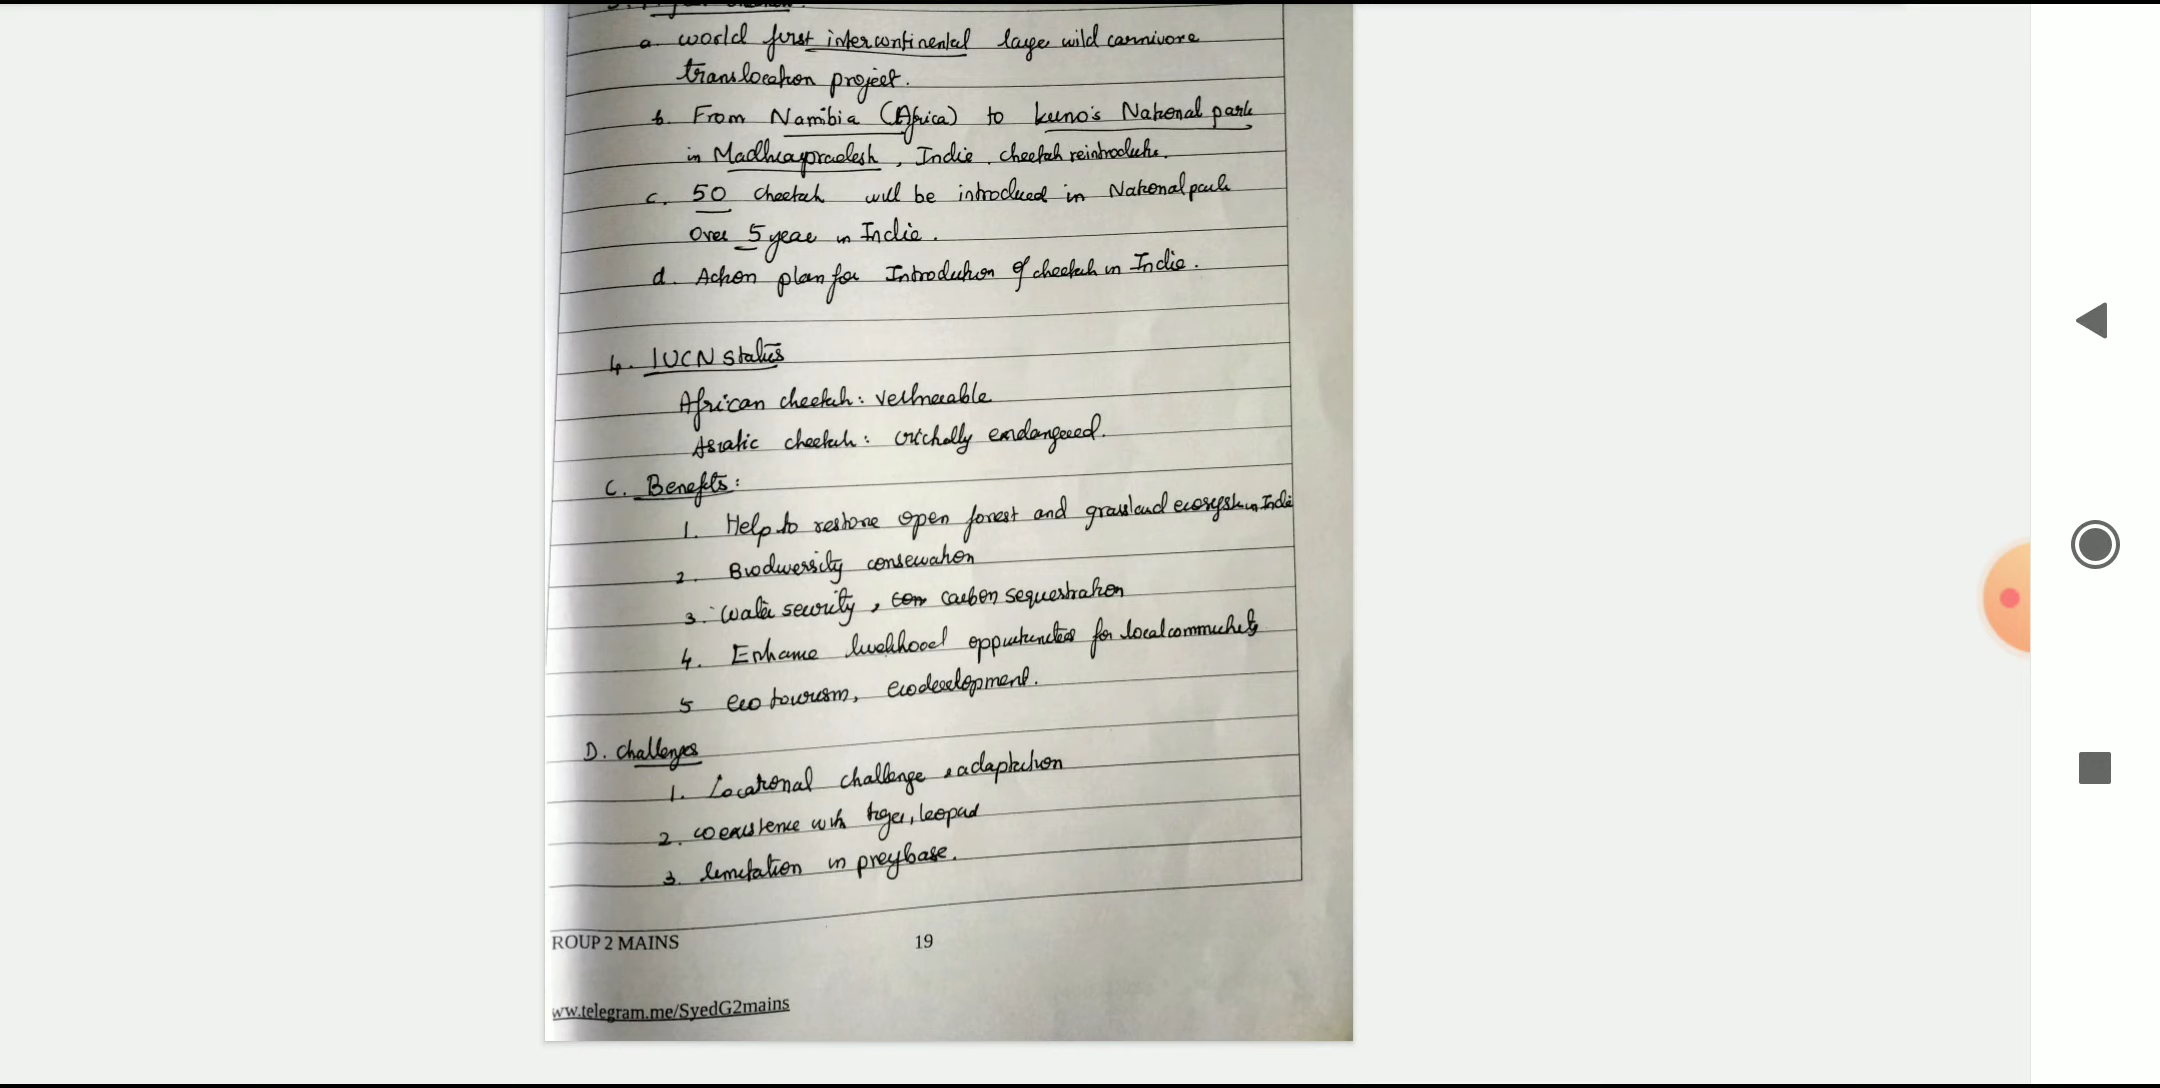 a. world first intercontinental large wild carnivore
translocation project.
b. From Namibia (Africa) to kuno's National park
in Madhyapradesh, India, cheetah reintroduce.
c. 50 cheetah will be introduced in National park
Over 5 year in India.
d. Action plan for Introduction of cheetah in India.
4. IUCN status
African cheetah: vulnerable
Asiatic cheetah: critically endangered.
C. Benefits:
1. Help to restore open forest and grassland ecosystem in India
2. Biodiversity conservation
3. water security, carbon sequestration
4. Enhance livelihood opportunities for local communities
5 eco tourism, ecodevelopment.
D. challenges
1. Locational challenge adaptation
2. coexistence with tiger, leopard
3. limitation in preybase.
ROUP 2 MAINS 19
ww.telegram.me/SyedG2mains